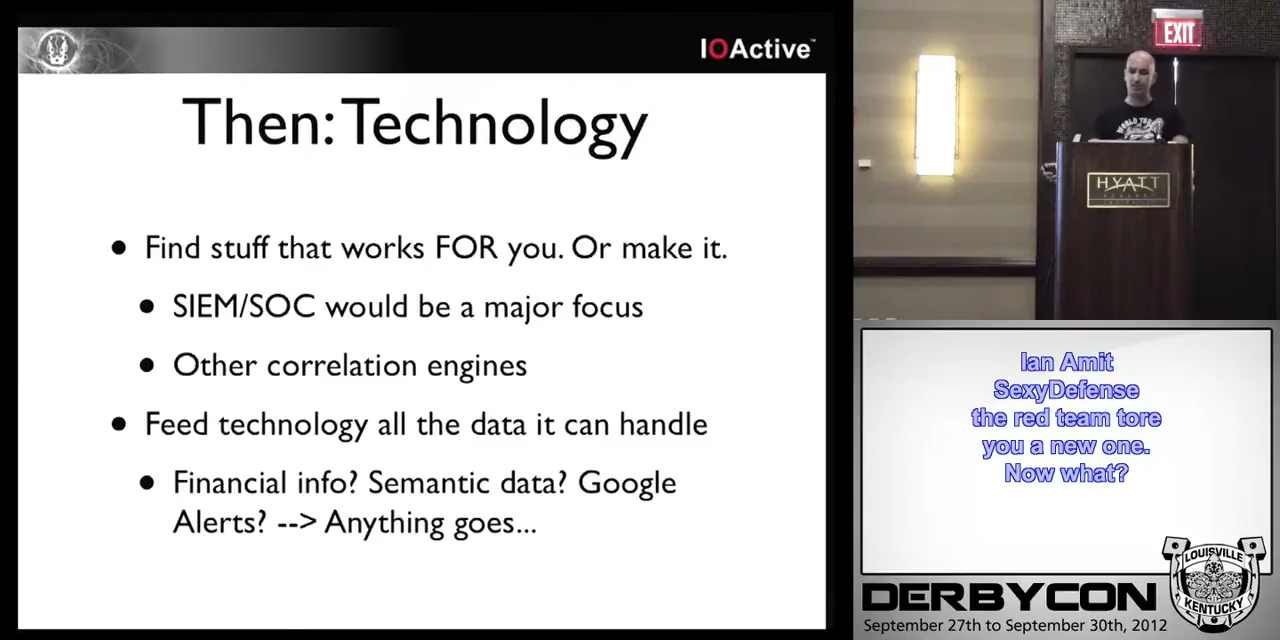 IOActive™
Then: Technology
• Find stuff that works FOR you. Or make it.
• SIEM/SOC would be a major focus
• Other correlation engines
• Feed technology all the data it can handle
• Financial info? Semantic data? Google
Alerts? --> Anything goes...
EXIT
WORLD TOUR
HYATT
Ian Amit
SexyDefense
the red team tore
you a new one.
Now what?
LOUISVILLE
KENTUCKY
DERBYCON
September 27th to September 30th, 2012